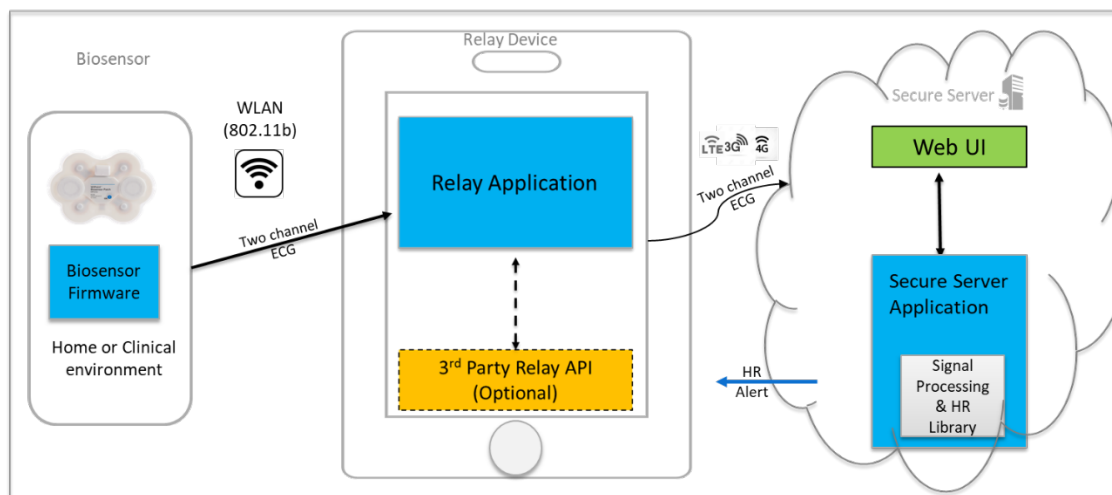 Biosensor
WLAN
(802.11b)
Two channel
ECG
Biosensor
Firmware
Home or Clinical
environment
Relay Device
Relay Application
3rd Party Relay API
(Optional)
LTE 3G 4G
Two channel
ECG
HR
Alert
Secure Server
Web UI
Secure Server
Application
Signal
Processing
& HR
Library